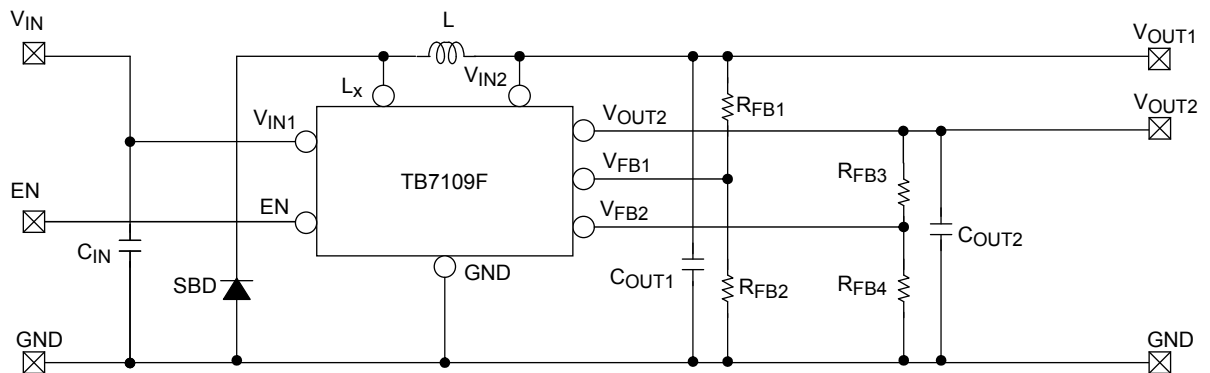 VIN
L
VOUT1
LX
VIN2
RFB1
VOUT2
VOUT2
VIN1
TB7109F
VFB1
RFB3
EN
EN
VFB2
CIN
SBD
GND
COUT1
RFB2
RFB4
COUT2
GND
GND